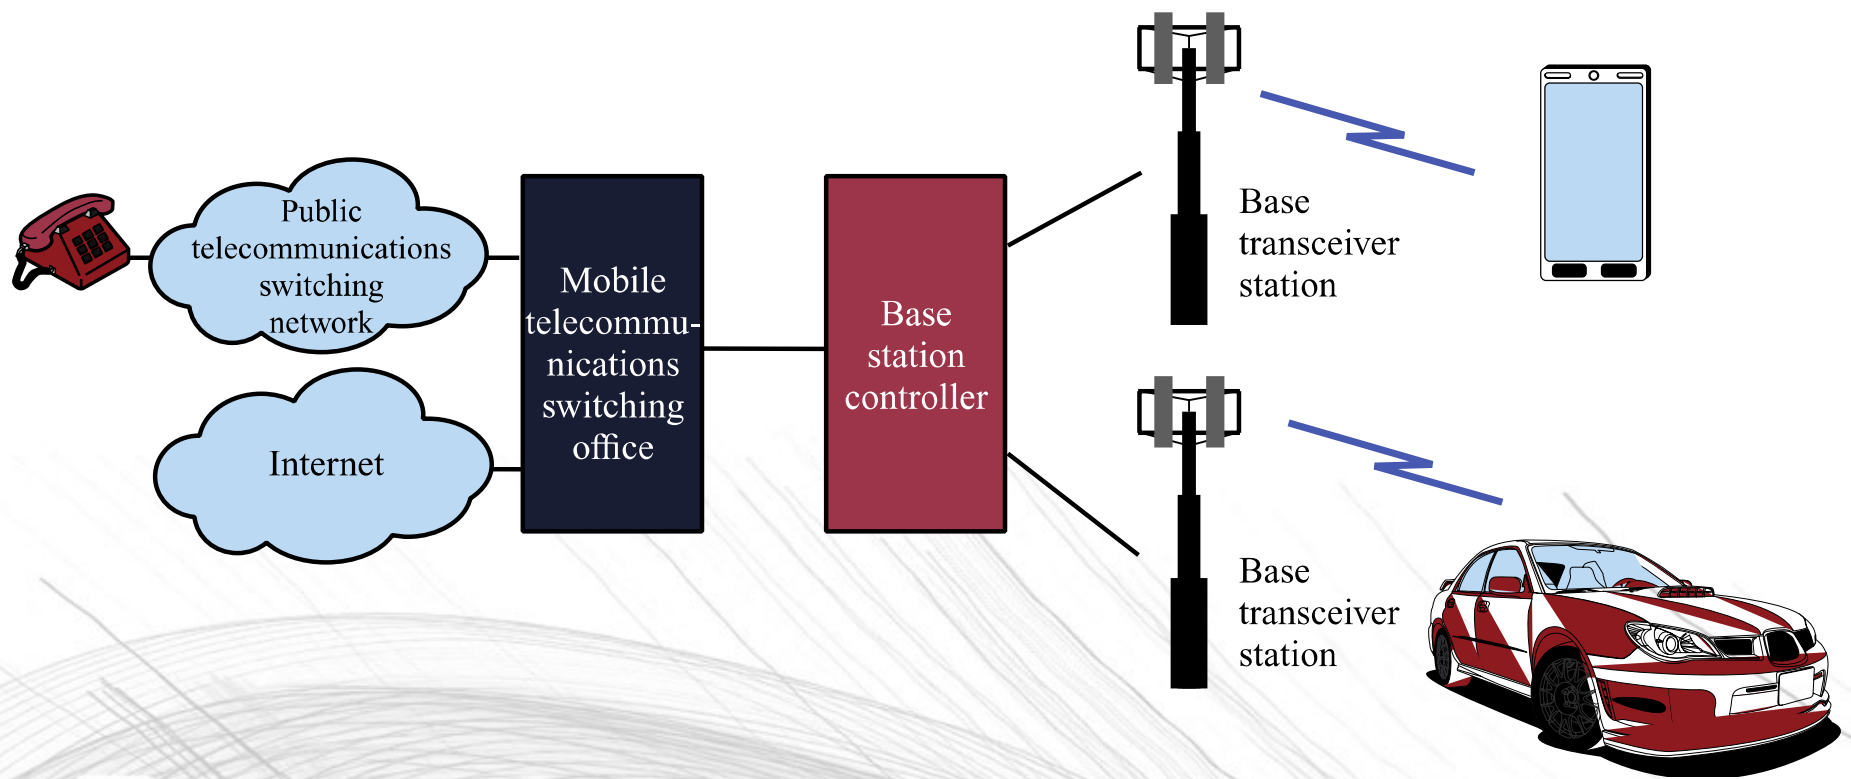 Public
telecommunications
switching
network
Internet
Mobile
telecommu-
nications
switching
office
Base
station
controller
Base
transceiver
station
Base
transceiver
station